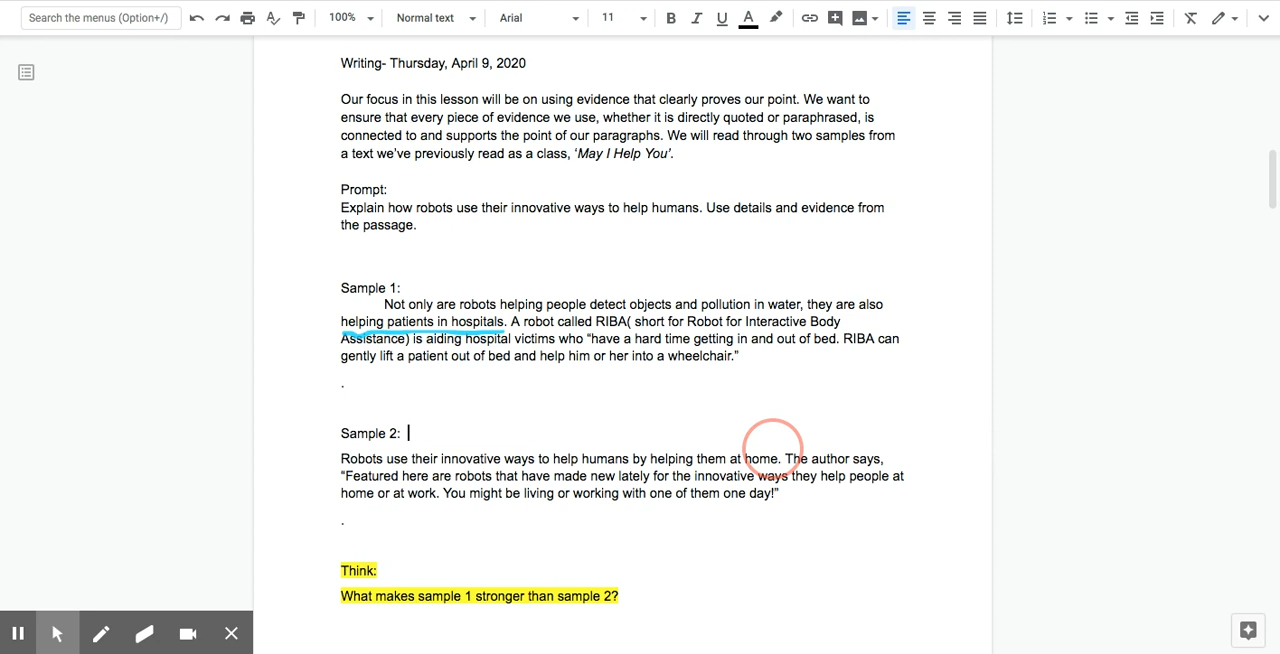 Search the menus (Option+/)
100%
Normal text
Arial
11
B I U A
Writing- Thursday, April 9, 2020
Our focus in this lesson will be on using evidence that clearly proves our point. We want to
ensure that every piece of evidence we use, whether it is directly quoted or paraphrased, is
connected to and supports the point of our paragraphs. We will read through two samples from
a text we've previously read as a class, ‘May I Help You’.
Prompt:
Explain how robots use their innovative ways to help humans. Use details and evidence from
the passage.
Sample 1:
Not only are robots helping people detect objects and pollution in water, they are also
helping patients in hospitals. A robot called RIBA( short for Robot for Interactive Body
Assistance) is aiding hospital victims who “have a hard time getting in and out of bed. RIBA can
gently lift a patient out of bed and help him or her into a wheelchair.”
.
Sample 2:
Robots use their innovative ways to help humans by helping them at home. The author says,
“Featured here are robots that have made new lately for the innovative ways they help people at
home or at work. You might be living or working with one of them one day!”
.
Think:
What makes sample 1 stronger than sample 2?